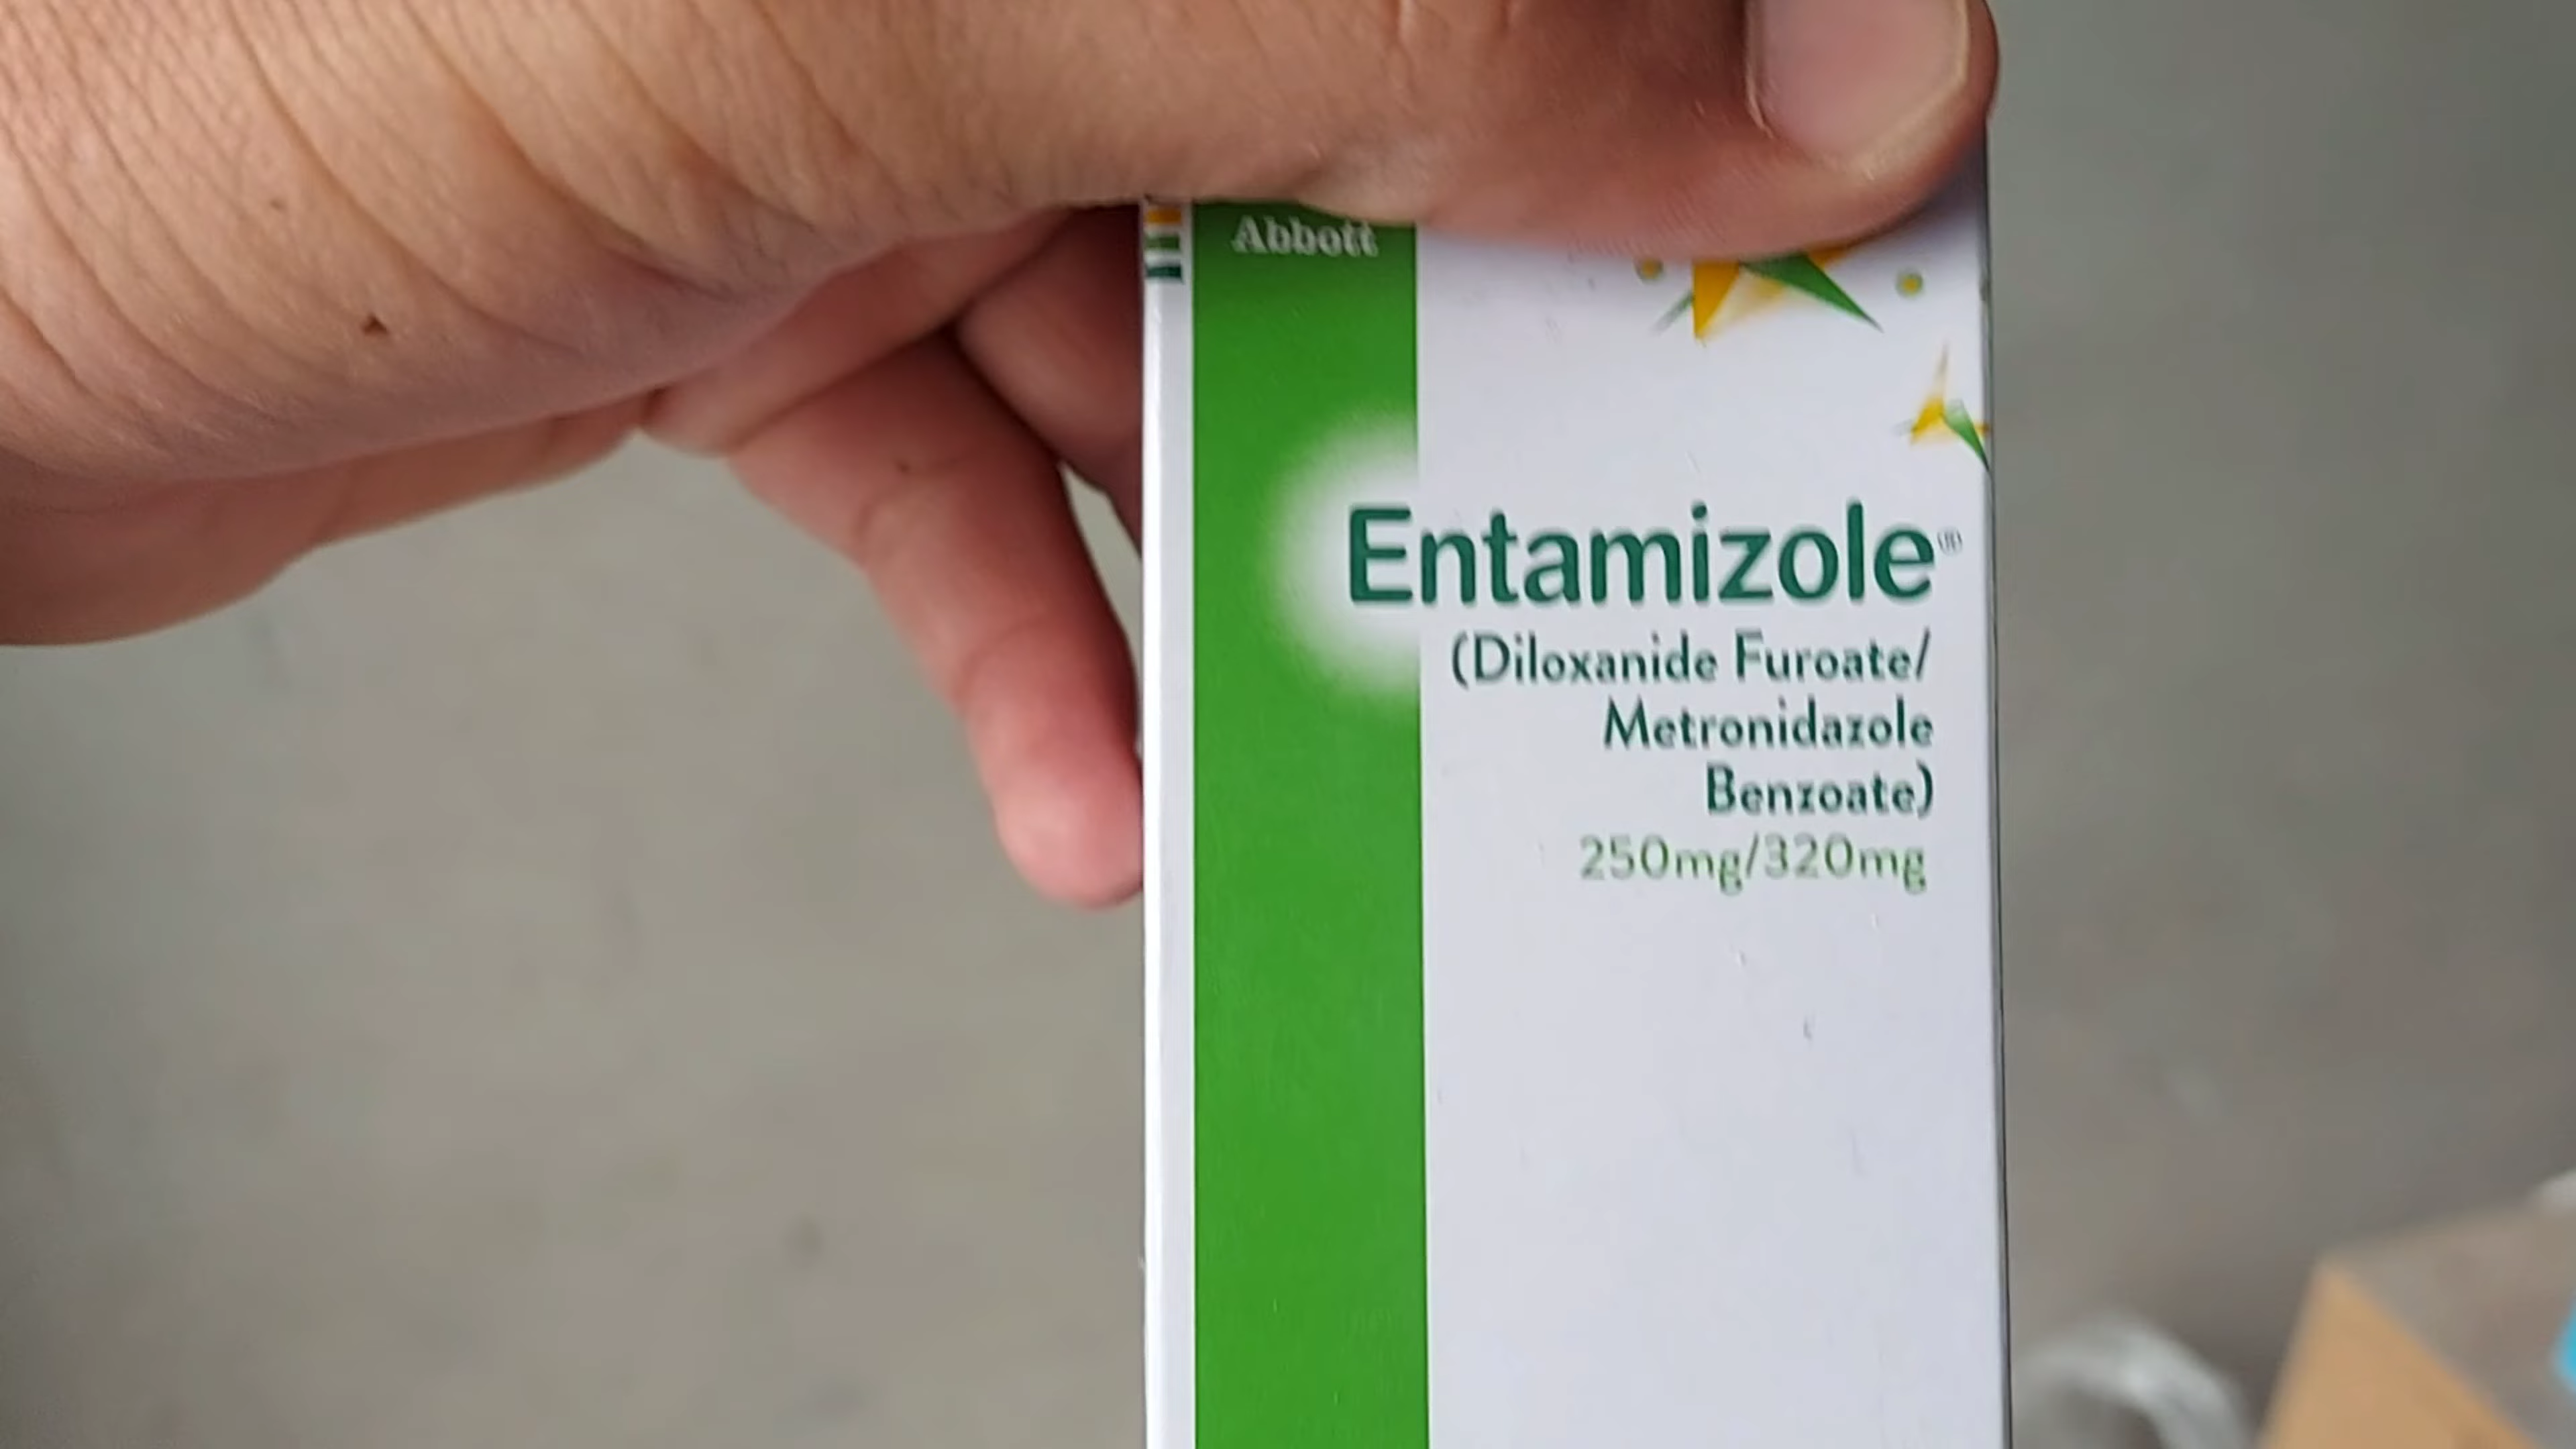 Abbott
Entamizole®
(Diloxanide Furoate/
Metronidazole
Benzoate)
250mg/320mg